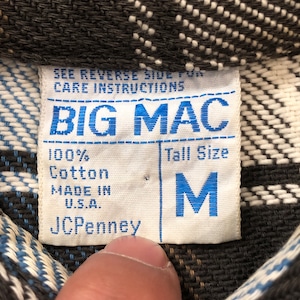 SEE REVERSE SIDE FOR
CARE INSTRUCTIONS
BIG MAC
100%
Cotton
MADE IN
U.S.A.
JCPenney
Tall Size
M